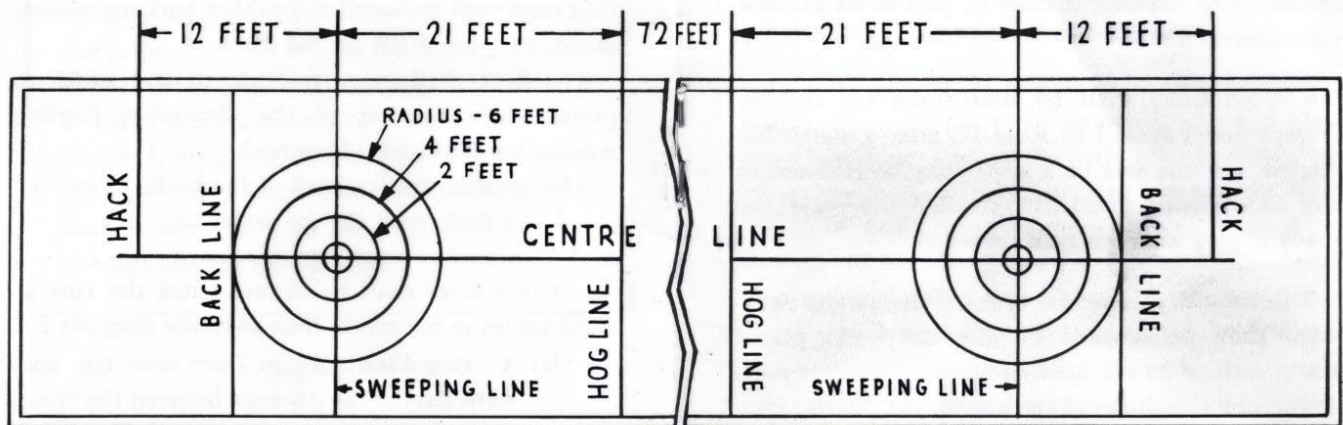 12 FEET 21 FEET 72 FEET 21 FEET 12 FEET
RADIUS 6 FEET
4 FEET
2 FEET
HACK
BACK LINE
CENTRE LINE
HOG LINE
HOG LINE
BACK LINE
HACK
SWEEPING LINE
SWEEPING LINE